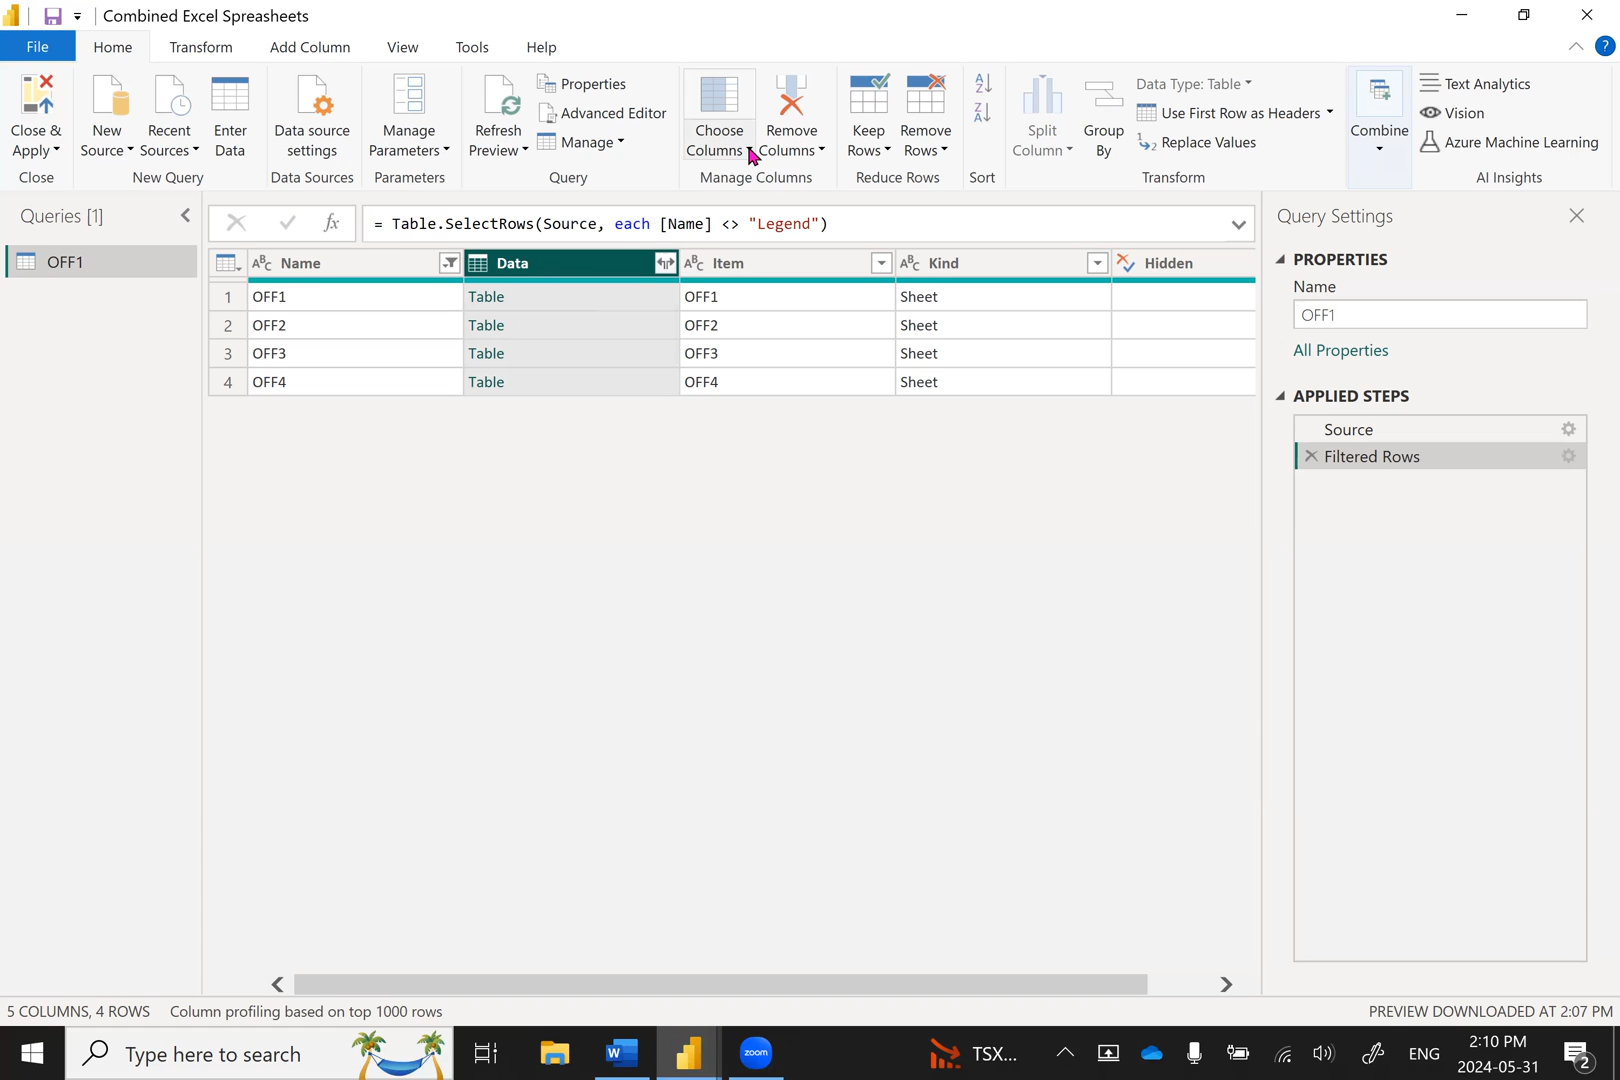 Combined Excel Spreasheets
File
Home
Transform
Add Column
View
Tools
Help
?
Close &
Apply
Close
New
Source
Recent
Sources
Enter
Data
New Query
Data source
settings
Data Sources
Manage
Parameters
Parameters
Refresh
Preview
Properties
Advanced Editor
Manage
Query
Choose
Columns
Remove
Columns
Manage Columns
Keep
Rows
Remove
Rows
Reduce Rows
A
Z
Z
A
Sort
Split
Column
Group
By
Data Type: Table
Use First Row as Headers
1
2 Replace Values
Transform
Combine
Text Analytics
Vision
Azure Machine Learning
AI Insights
Queries [1]
OFF1
fx
= Table.SelectRows(Source, each [Name] <> "Legend")
ABC Name
Data
ABC Item
ABC Kind
Hidden
1 OFF1 Table OFF1 Sheet
2 OFF2 Table OFF2 Sheet
3 OFF3 Table OFF3 Sheet
4 OFF4 Table OFF4 Sheet
Query Settings
PROPERTIES
Name
OFF1
All Properties
APPLIED STEPS
Source
Filtered Rows
5 COLUMNS, 4 ROWS
Column profiling based on top 1000 rows
PREVIEW DOWNLOADED AT 2:07 PM
Type here to search
W
zoom
TSX...
ENG
2:10 PM
2024-05-31
2